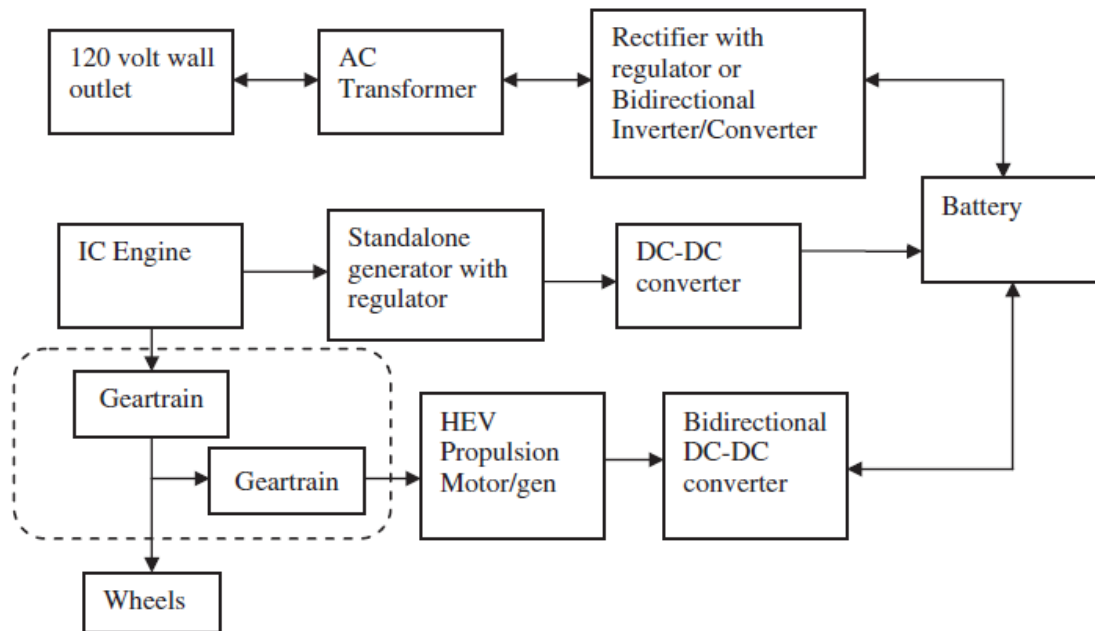 120 volt wall
outlet
AC
Transformer
Rectifier with
regulator or
Bidirectional
Inverter/Converter
Battery
IC Engine
Standalone
generator with
regulator
DC-DC
converter
Geartrain
Geartrain
HEV
Propulsion
Motor/gen
Bidirectional
DC-DC
converter
Wheels